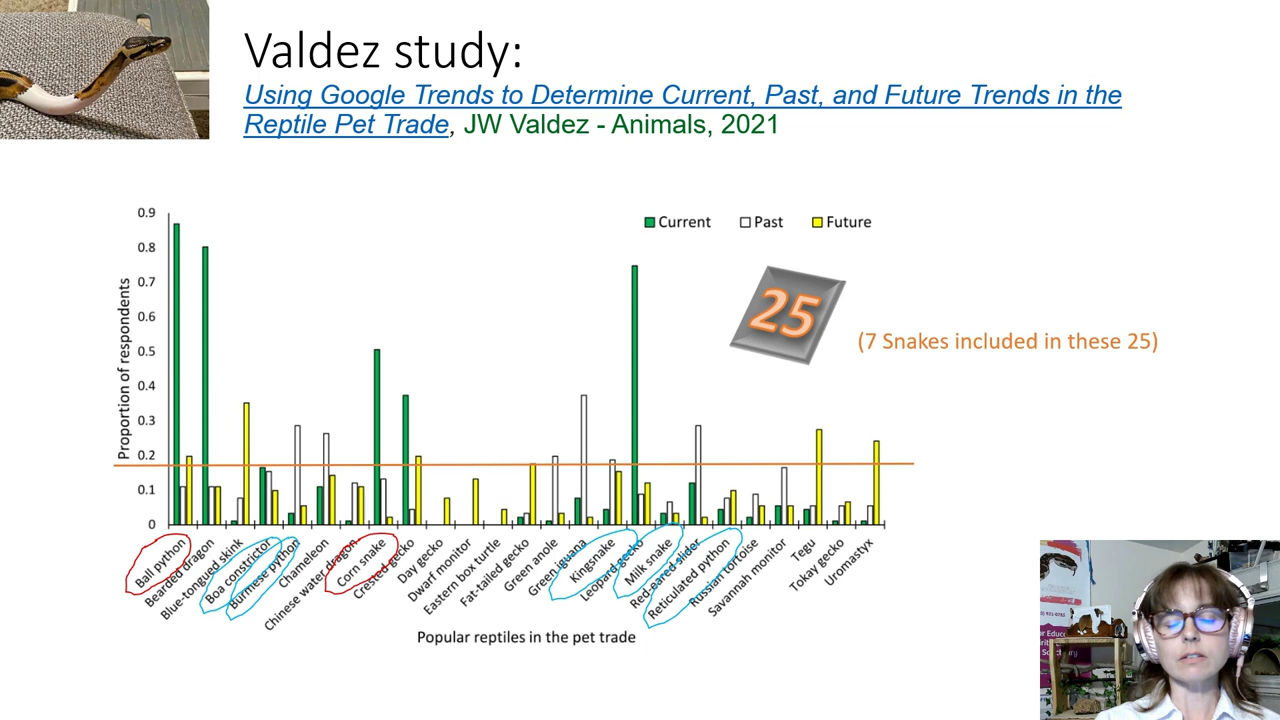 Valdez study:
Using Google Trends to Determine Current, Past, and Future Trends in the
Reptile Pet Trade, JW Valdez - Animals, 2021
Current
Past
Future
25
(7 Snakes included in these 25)
Proportion of respondents
0.9
0.8
0.7
0.6
0.5
0.4
0.3
0.2
0.1
0
Ball python
Bearded dragon
Blue-tongued skink
Boa constrictor
Burmese python
Chameleon
Chinese water dragon
Corn snake
Crested gecko
Day gecko
Dwarf monitor
Eastern box turtle
Fat-tailed gecko
Green anole
Green iguana
Kingsnake
Leopard gecko
Milk snake
Red-eared slider
Reticulated python
Russian tortoise
Savannah monitor
Tegu
Tokay gecko
Uromastyx
Popular reptiles in the pet trade